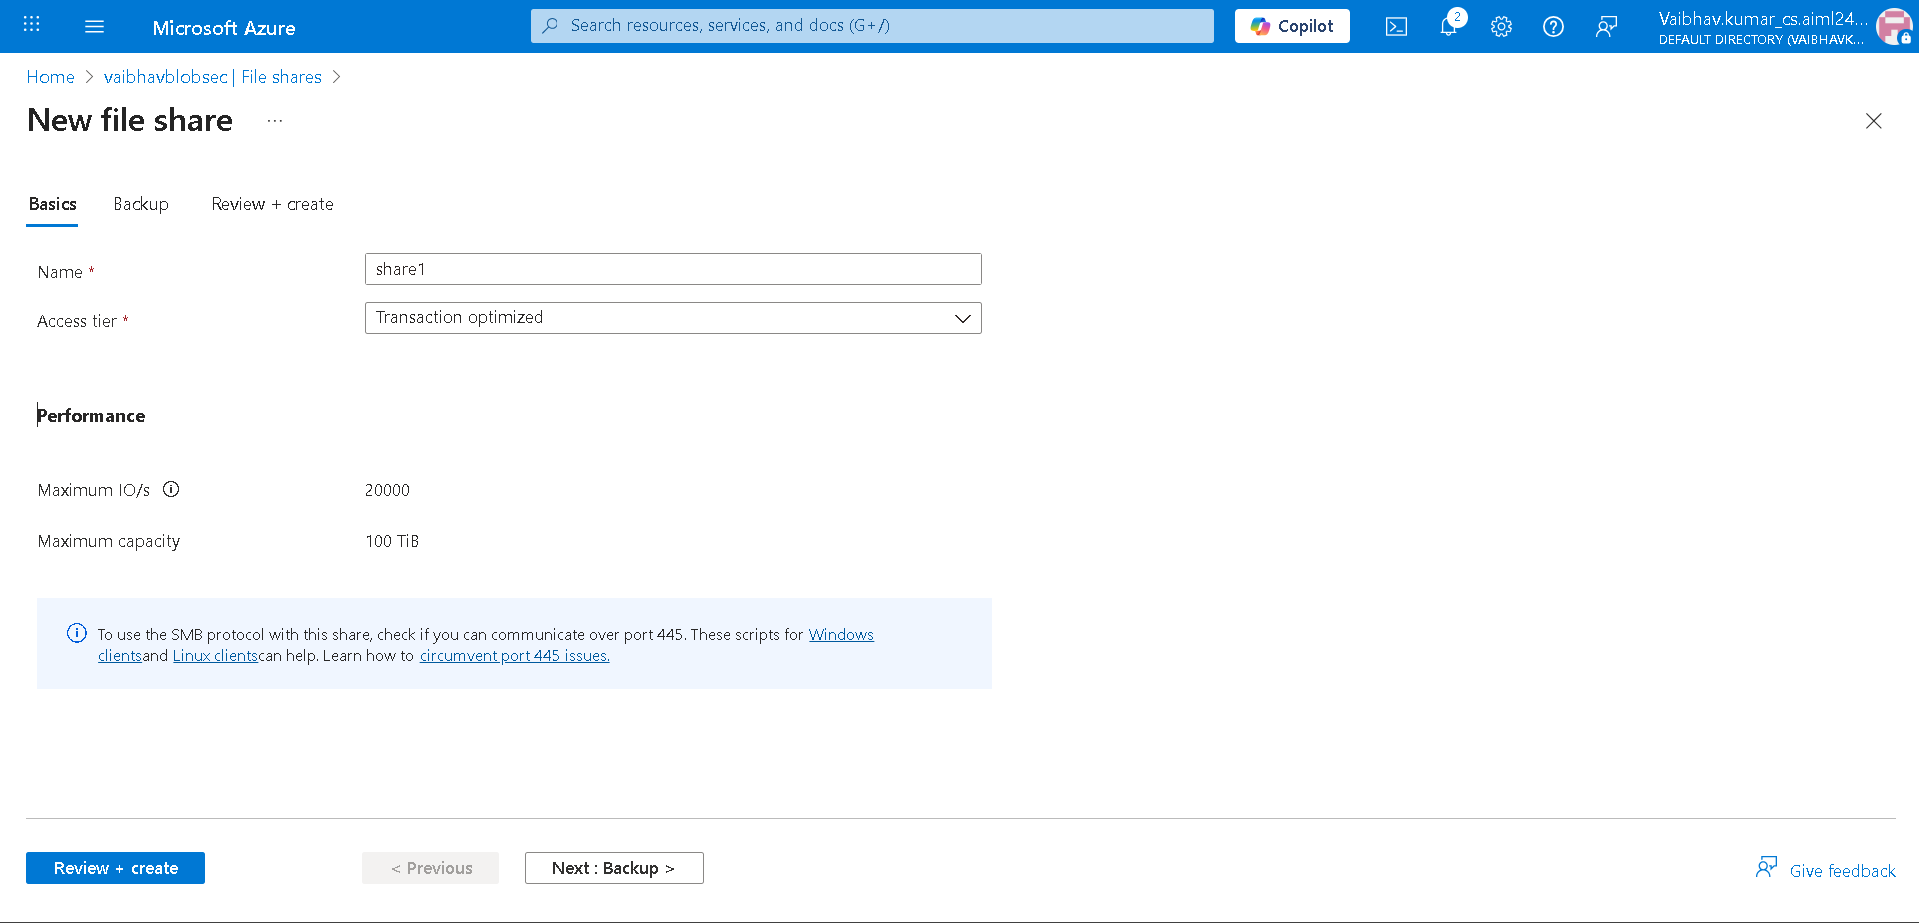 Microsoft Azure
Search resources, services, and docs (G+/)
Copilot
2
Vaibhav.kumar_cs.aiml24...
DEFAULT DIRECTORY (VAIBHAVK...
Home > vaibhavblobsec | File shares >
New file share ...
Basics Backup Review + create
Name *
share1
Access tier *
Transaction optimized
Performance
Maximum IO/s
20000
Maximum capacity
100 TiB
To use the SMB protocol with this share, check if you can communicate over port 445. These scripts for Windows
clientsand Linux clientscan help. Learn how to circumvent port 445 issues.
Review + create
< Previous
Next : Backup >
Give feedback